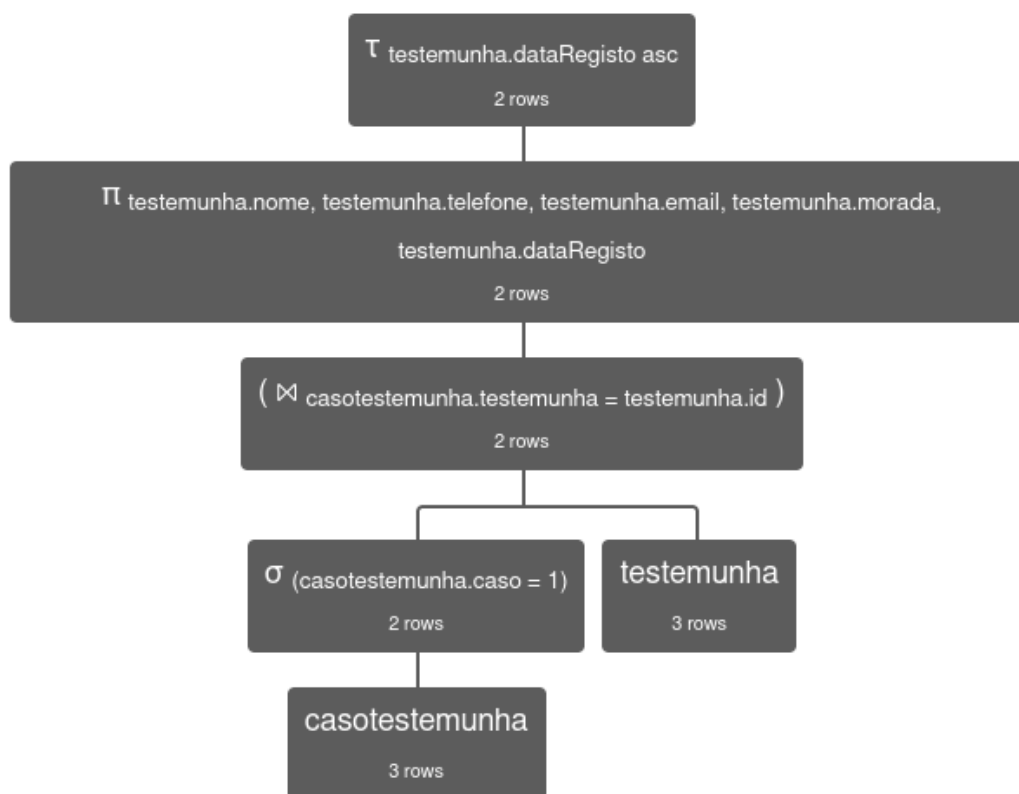 τ testemunha.dataRegisto asc
2 rows
π testemunha.nome, testemunha.telefone, testemunha.email, testemunha.morada,
testemunha.dataRegisto
2 rows
( ⋈ casotestemunha.testemunha = testemunha.id )
2 rows
σ (casotestemunha.caso = 1)
2 rows
testemunha
3 rows
casotestemunha
3 rows